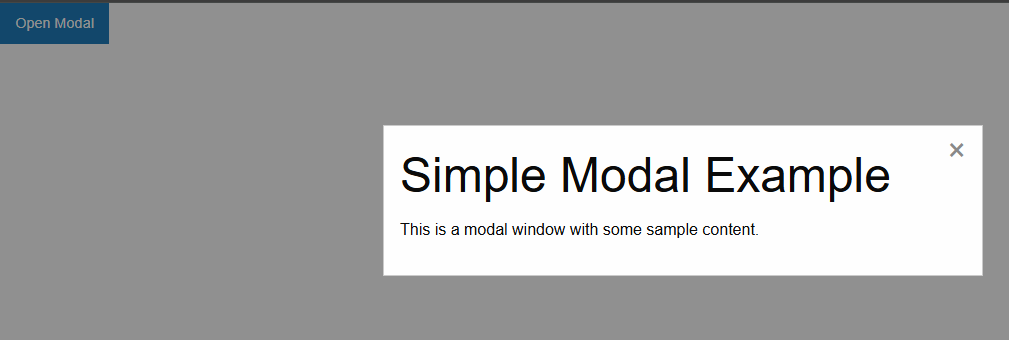 Open Modal
Simple Modal Example
×
This is a modal window with some sample content.